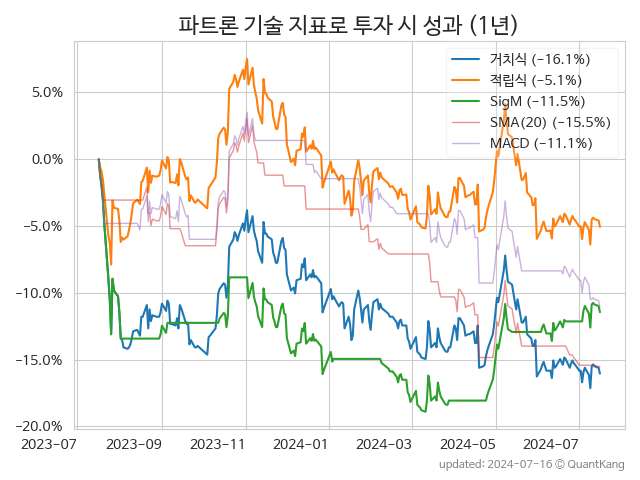 파트론 기술 지표로 투자 시 성과 (1년)
거치식 (−16.1%)
적립식 (−5.1%)
SigM (−11.5%)
SMA(20) (−15.5%)
MACD (−11.1%)
5.0%
0.0%
−5.0%
−10.0%
−15.0%
−20.0%
2023-07 2023-09 2023-11 2024-01 2024-03 2024-05 2024-07
updated: 2024-07-16 © QuantKang